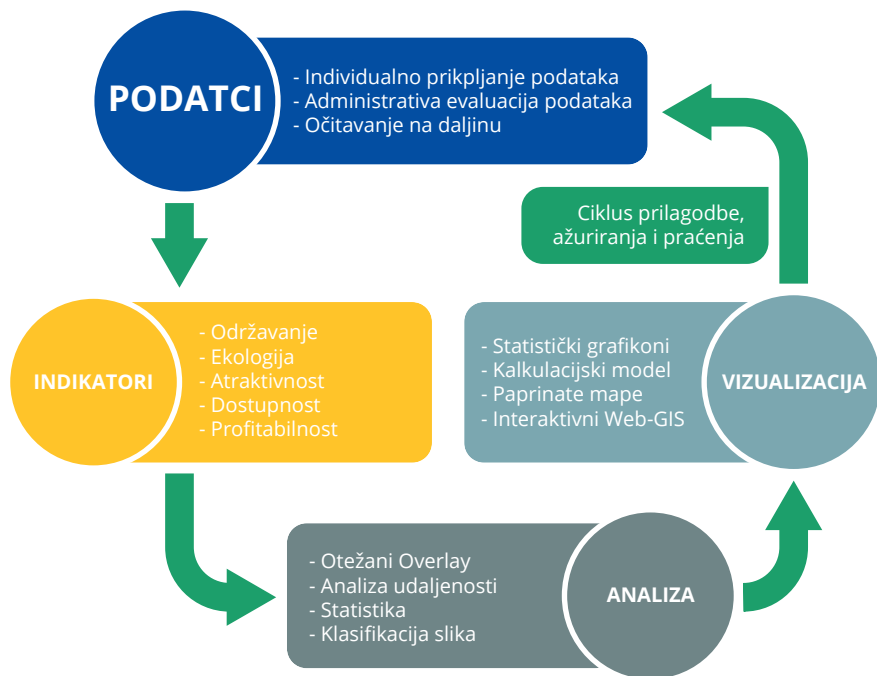 PODATCI
- Individualno prikpljanje podataka
- Administrativa evaluacija podataka
- Očitavanje na daljinu
Ciklus prilagodbe,
ažuriranja i praćenja
INDIKATORI
- Održavanje
- Ekologija
- Atraktivnost
- Dostupnost
- Profitabilnost
- Statistički grafikoni
- Kalkulacijski model
- Paprinate mape
- Interaktivni Web-GIS
VIZUALIZACIJA
- Otežani Overlay
- Analiza udaljenosti
- Statistika
- Klasifikacija slika
ANALIZA